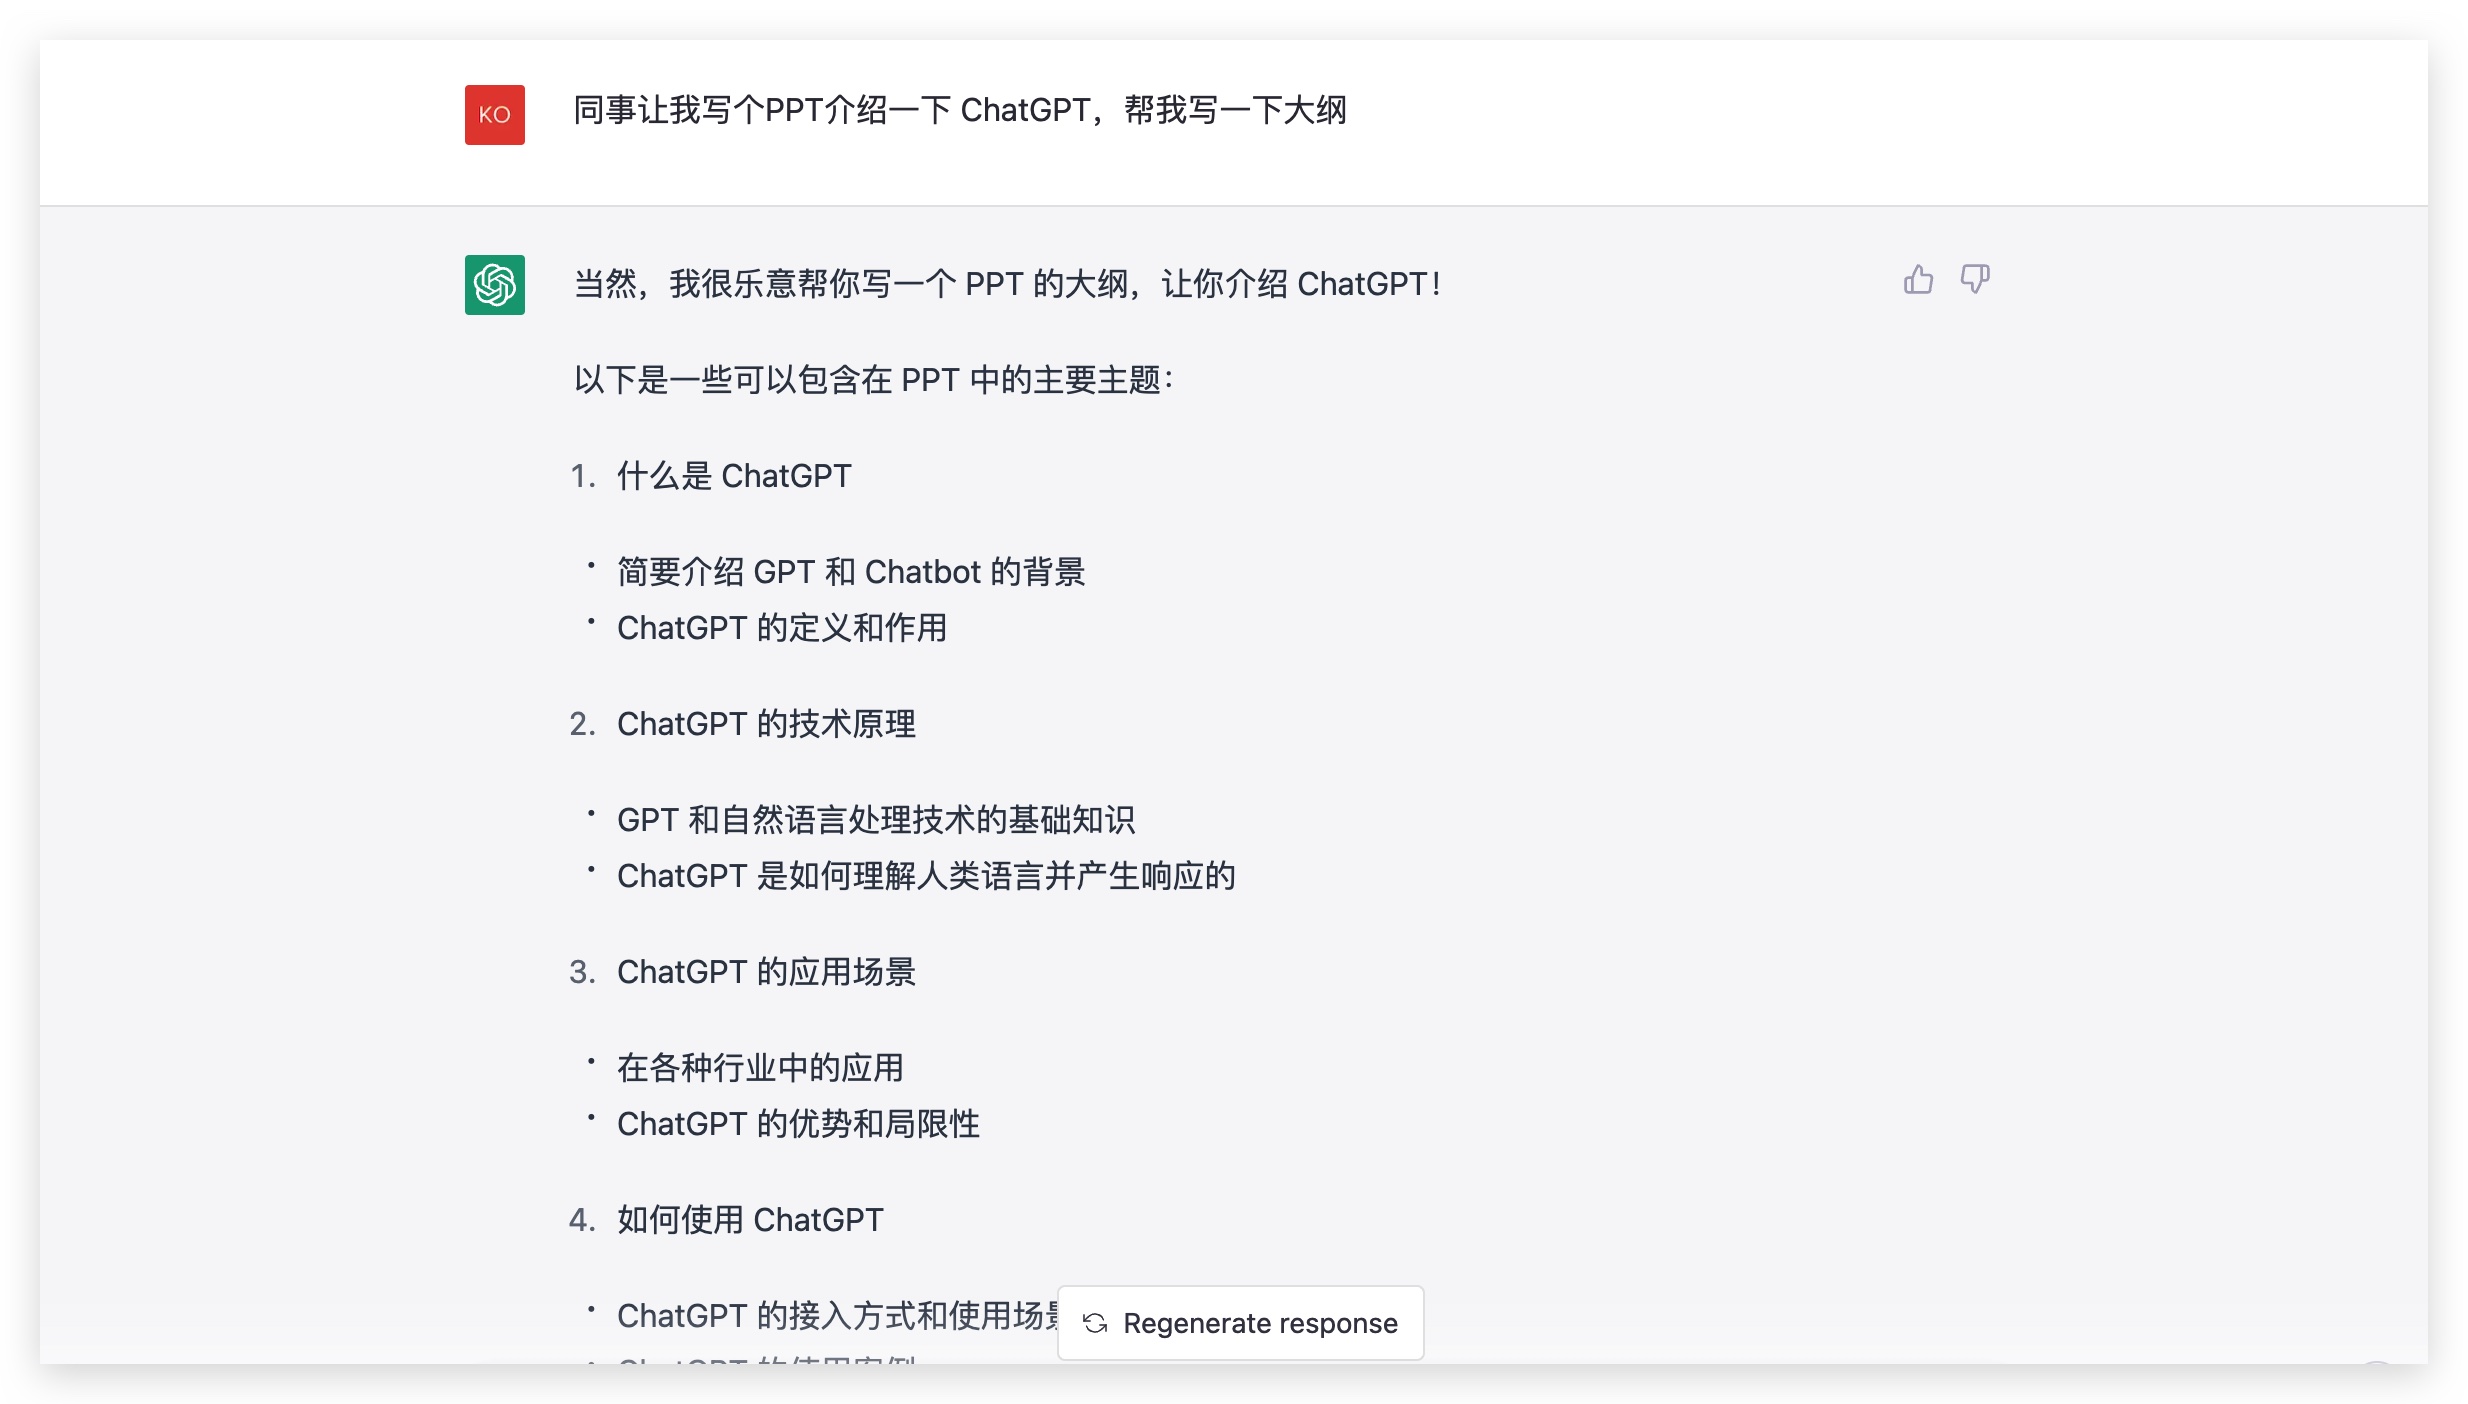 KO
同事让我写个PPT介绍一下 ChatGPT，帮我写一下大纲
当然，我很乐意帮你写一个 PPT 的大纲，让你介绍 ChatGPT！
以下是一些可以包含在 PPT 中的主要主题：
1. 什么是 ChatGPT
• 简要介绍 GPT 和 Chatbot 的背景
• ChatGPT 的定义和作用
2. ChatGPT 的技术原理
• GPT 和自然语言处理技术的基础知识
• ChatGPT 是如何理解人类语言并产生响应的
3. ChatGPT 的应用场景
• 在各种行业中的应用
• ChatGPT 的优势和局限性
4. 如何使用 ChatGPT
• ChatGPT 的接入方式和使用场景
Regenerate response
• ChatGPT 的使用案例